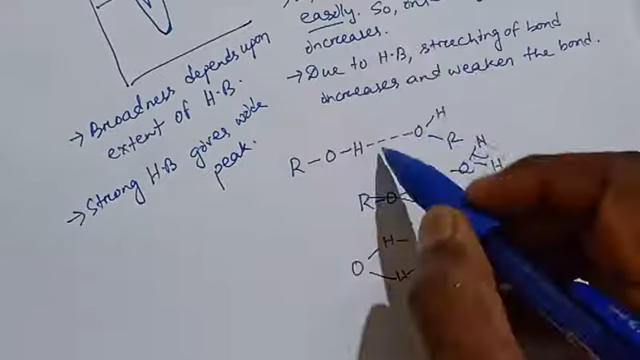 easily. So,
increases.
→ Due to H-B, streching of bond
increases and weaken the bond.
→ Broadness depends upon
extent of H-B.
→ Strong H-B gives wide
peak.
R-O-H----O
H
R
H
O H
R-O
H
O
H